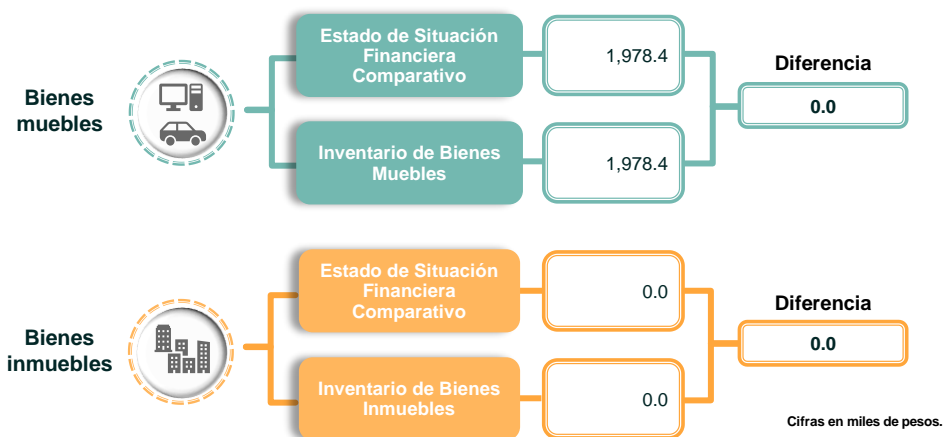 Bienes
muebles
Estado de Situación
Financiera
Comparativo
1,978.4
Inventario de Bienes
Muebles
1,978.4
Diferencia
0.0
Bienes
inmuebles
Estado de Situación
Financiera
Comparativo
0.0
Inventario de Bienes
Inmuebles
0.0
Diferencia
0.0
Cifras en miles de pesos.